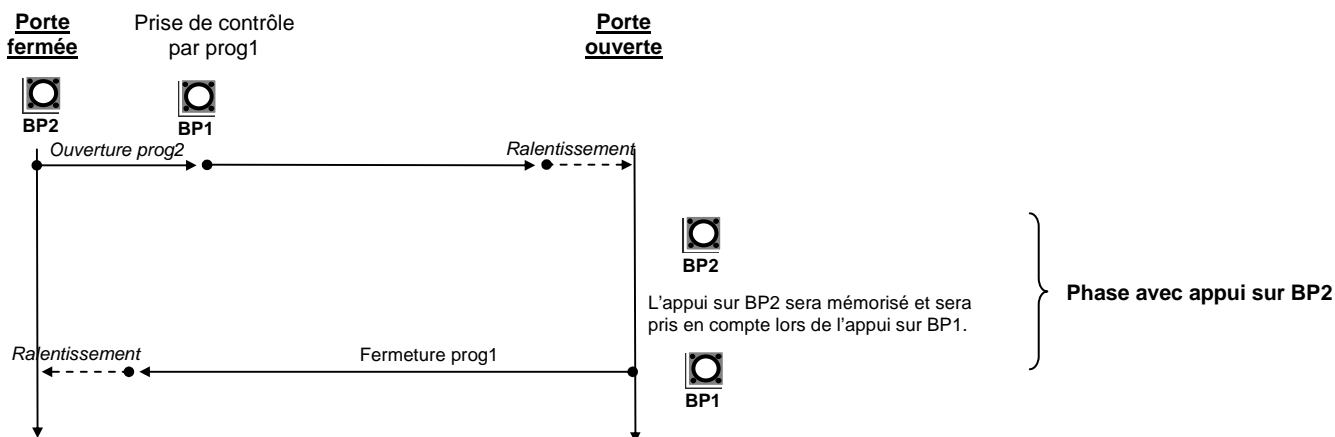 Porte
fermée
Prise de contrôle
par prog1
Porte
ouverte
BP2
BP1
Ouverture prog2
Ralentissement
BP2
L'appui sur BP2 sera mémorisé et sera
pris en compte lors de l'appui sur BP1.
Phase avec appui sur BP2
Ralentissement
Fermeture prog1
BP1